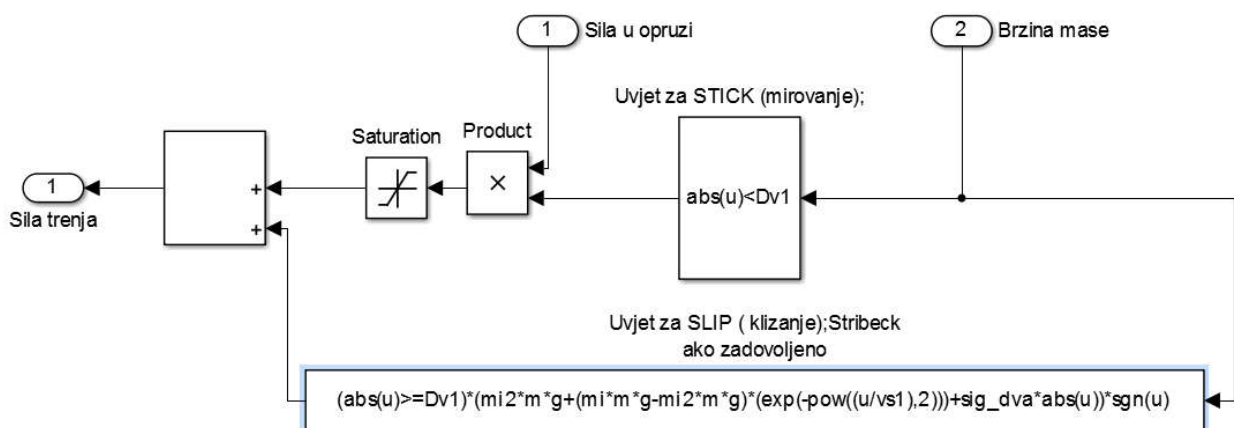 1
Sila u opruzi
2
Brzina mase
Uvjet za STICK (mirovanje);
Product
Saturation
1
+
×
abs(u)<Dv1
Sila trenja
+
Uvjet za SLIP ( klizanje);Stribeck
ako zadovoljeno
(abs(u)>=Dv1)*(mi2*m*g+(mi*m*g-mi2*m*g)*(exp(-pow((u/vs1),2)))+sig_dva*abs(u))*sgn(u)